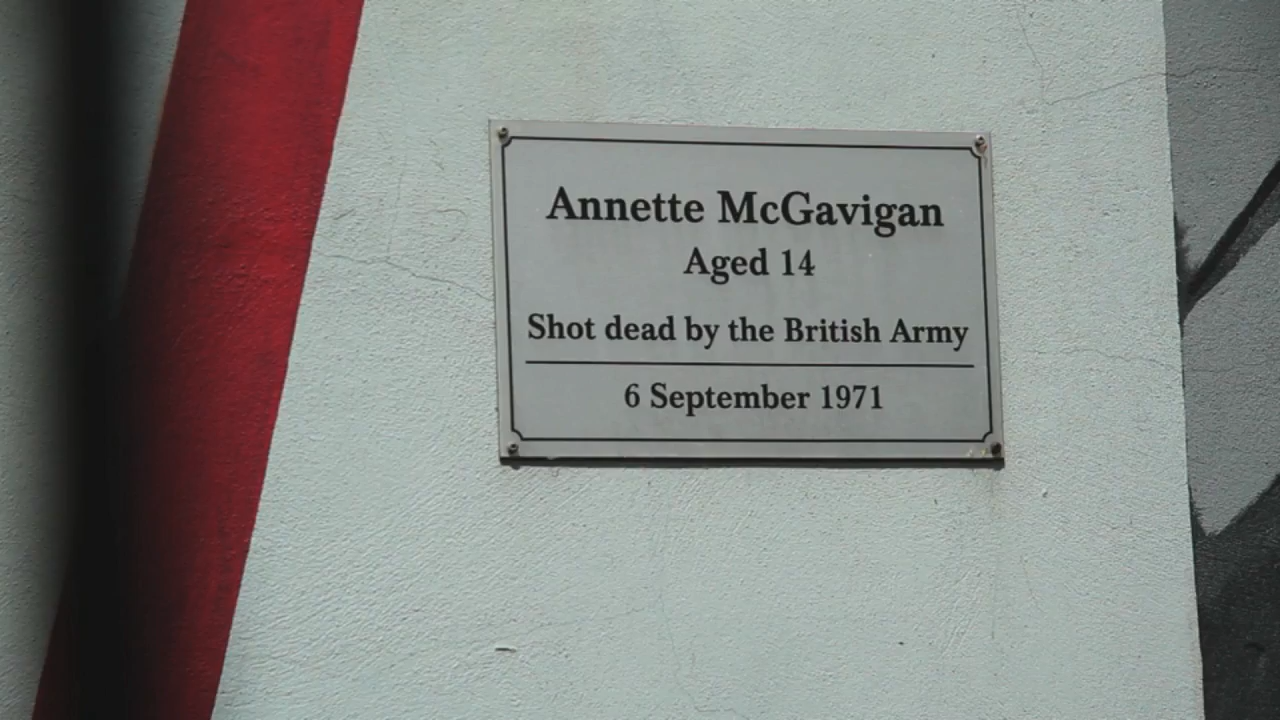 Annette McGavigan
Aged 14
Shot dead by the British Army
6 September 1971